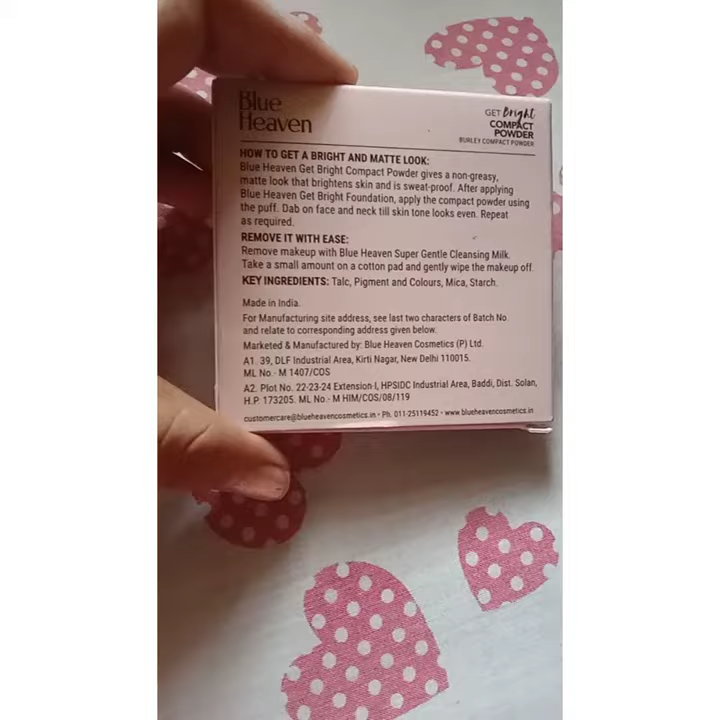 Blue
Heaven
GET Bright
COMPACT
POWDER
BURLEY COMPACT POWDER
HOW TO GET A BRIGHT AND MATTE LOOK:
Blue Heaven Get Bright Compact Powder gives a non-greasy,
matte look that brightens skin and is sweat-proof. After applying
Blue Heaven Get Bright Foundation, apply the compact powder using
the puff. Dab on face and neck till skin tone looks even. Repeat
as required.
REMOVE IT WITH EASE:
Remove makeup with Blue Heaven Super Gentle Cleansing Milk.
Take a small amount on a cotton pad and gently wipe the makeup off.
KEY INGREDIENTS: Talc, Pigment and Colours, Mica, Starch.
Made in India.
For Manufacturing site address, see last two characters of Batch No.
and relate to corresponding address given below.
Marketed & Manufactured by: Blue Heaven Cosmetics (P) Ltd.
A1. 39, DLF Industrial Area, Kirti Nagar, New Delhi 110015.
ML No.- M 1407/COS
A2. Plot No. 22-23-24 Extension-I, HPSIDC Industrial Area, Baddi, Dist. Solan,
H.P. 173205. ML No.- M HIM/COS/08/119
customercare@blueheavencosmetics.in • Ph. 011-25119452 • www.blueheavencosmetics.in